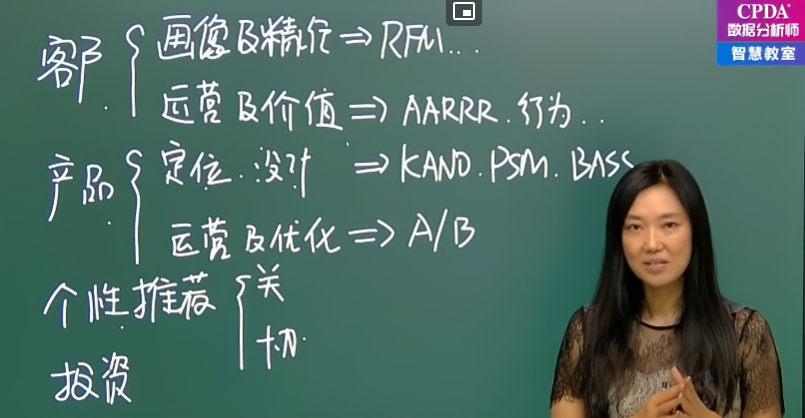 CPDA
数据分析师
智慧教室
客户
画像及精准⇒RFM...
运营及价值⇒AARRR.行为..
产品
定位.设计 ⇒KANO.PSM.BASS
运营及优化⇒A/B
个性推荐
关
协
投资